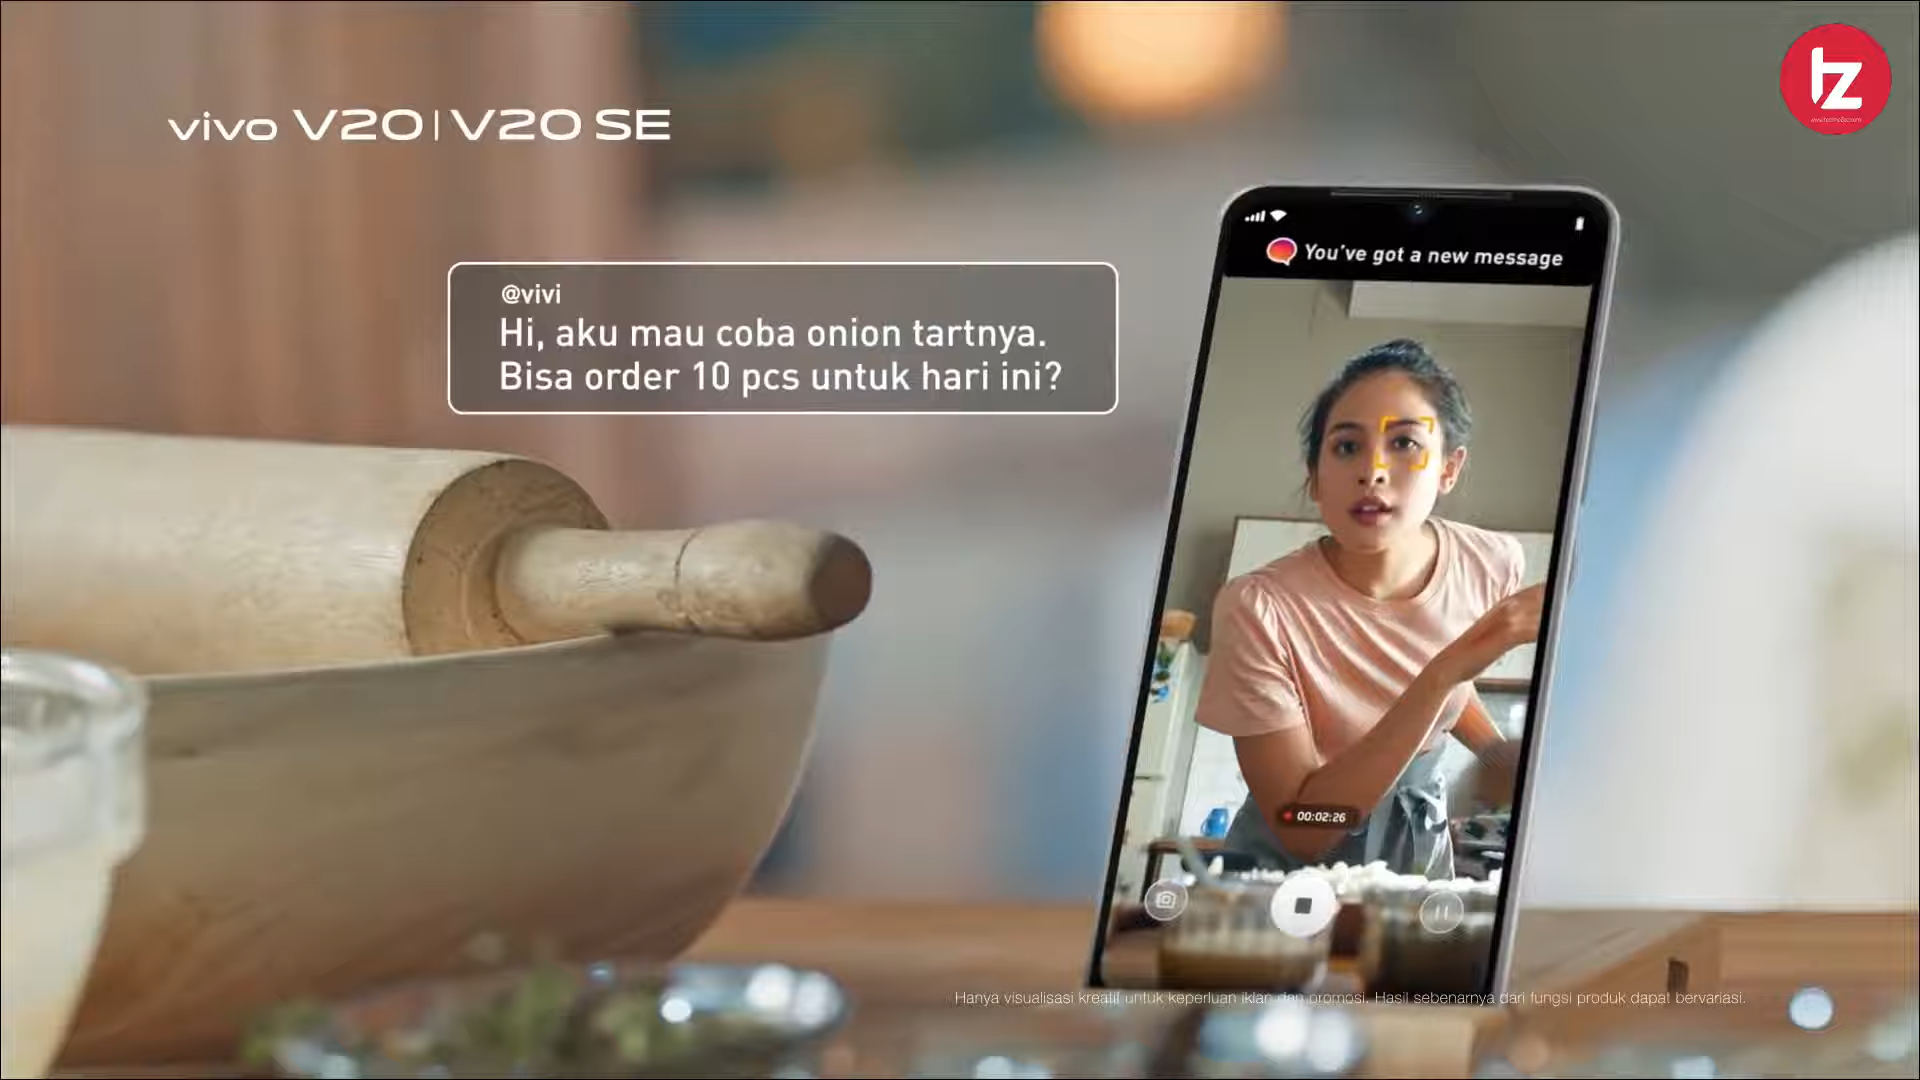 vivo V20 | V20 SE
tz
You've got a new message
@vivi
Hi, aku mau coba onion tartnya.
Bisa order 10 pcs untuk hari ini?
00:02:26
Hanya visualisasi kreatif untuk keperluan iklan dan promosi. Hasil sebenarnya dari fungsi produk dapat bervariasi.